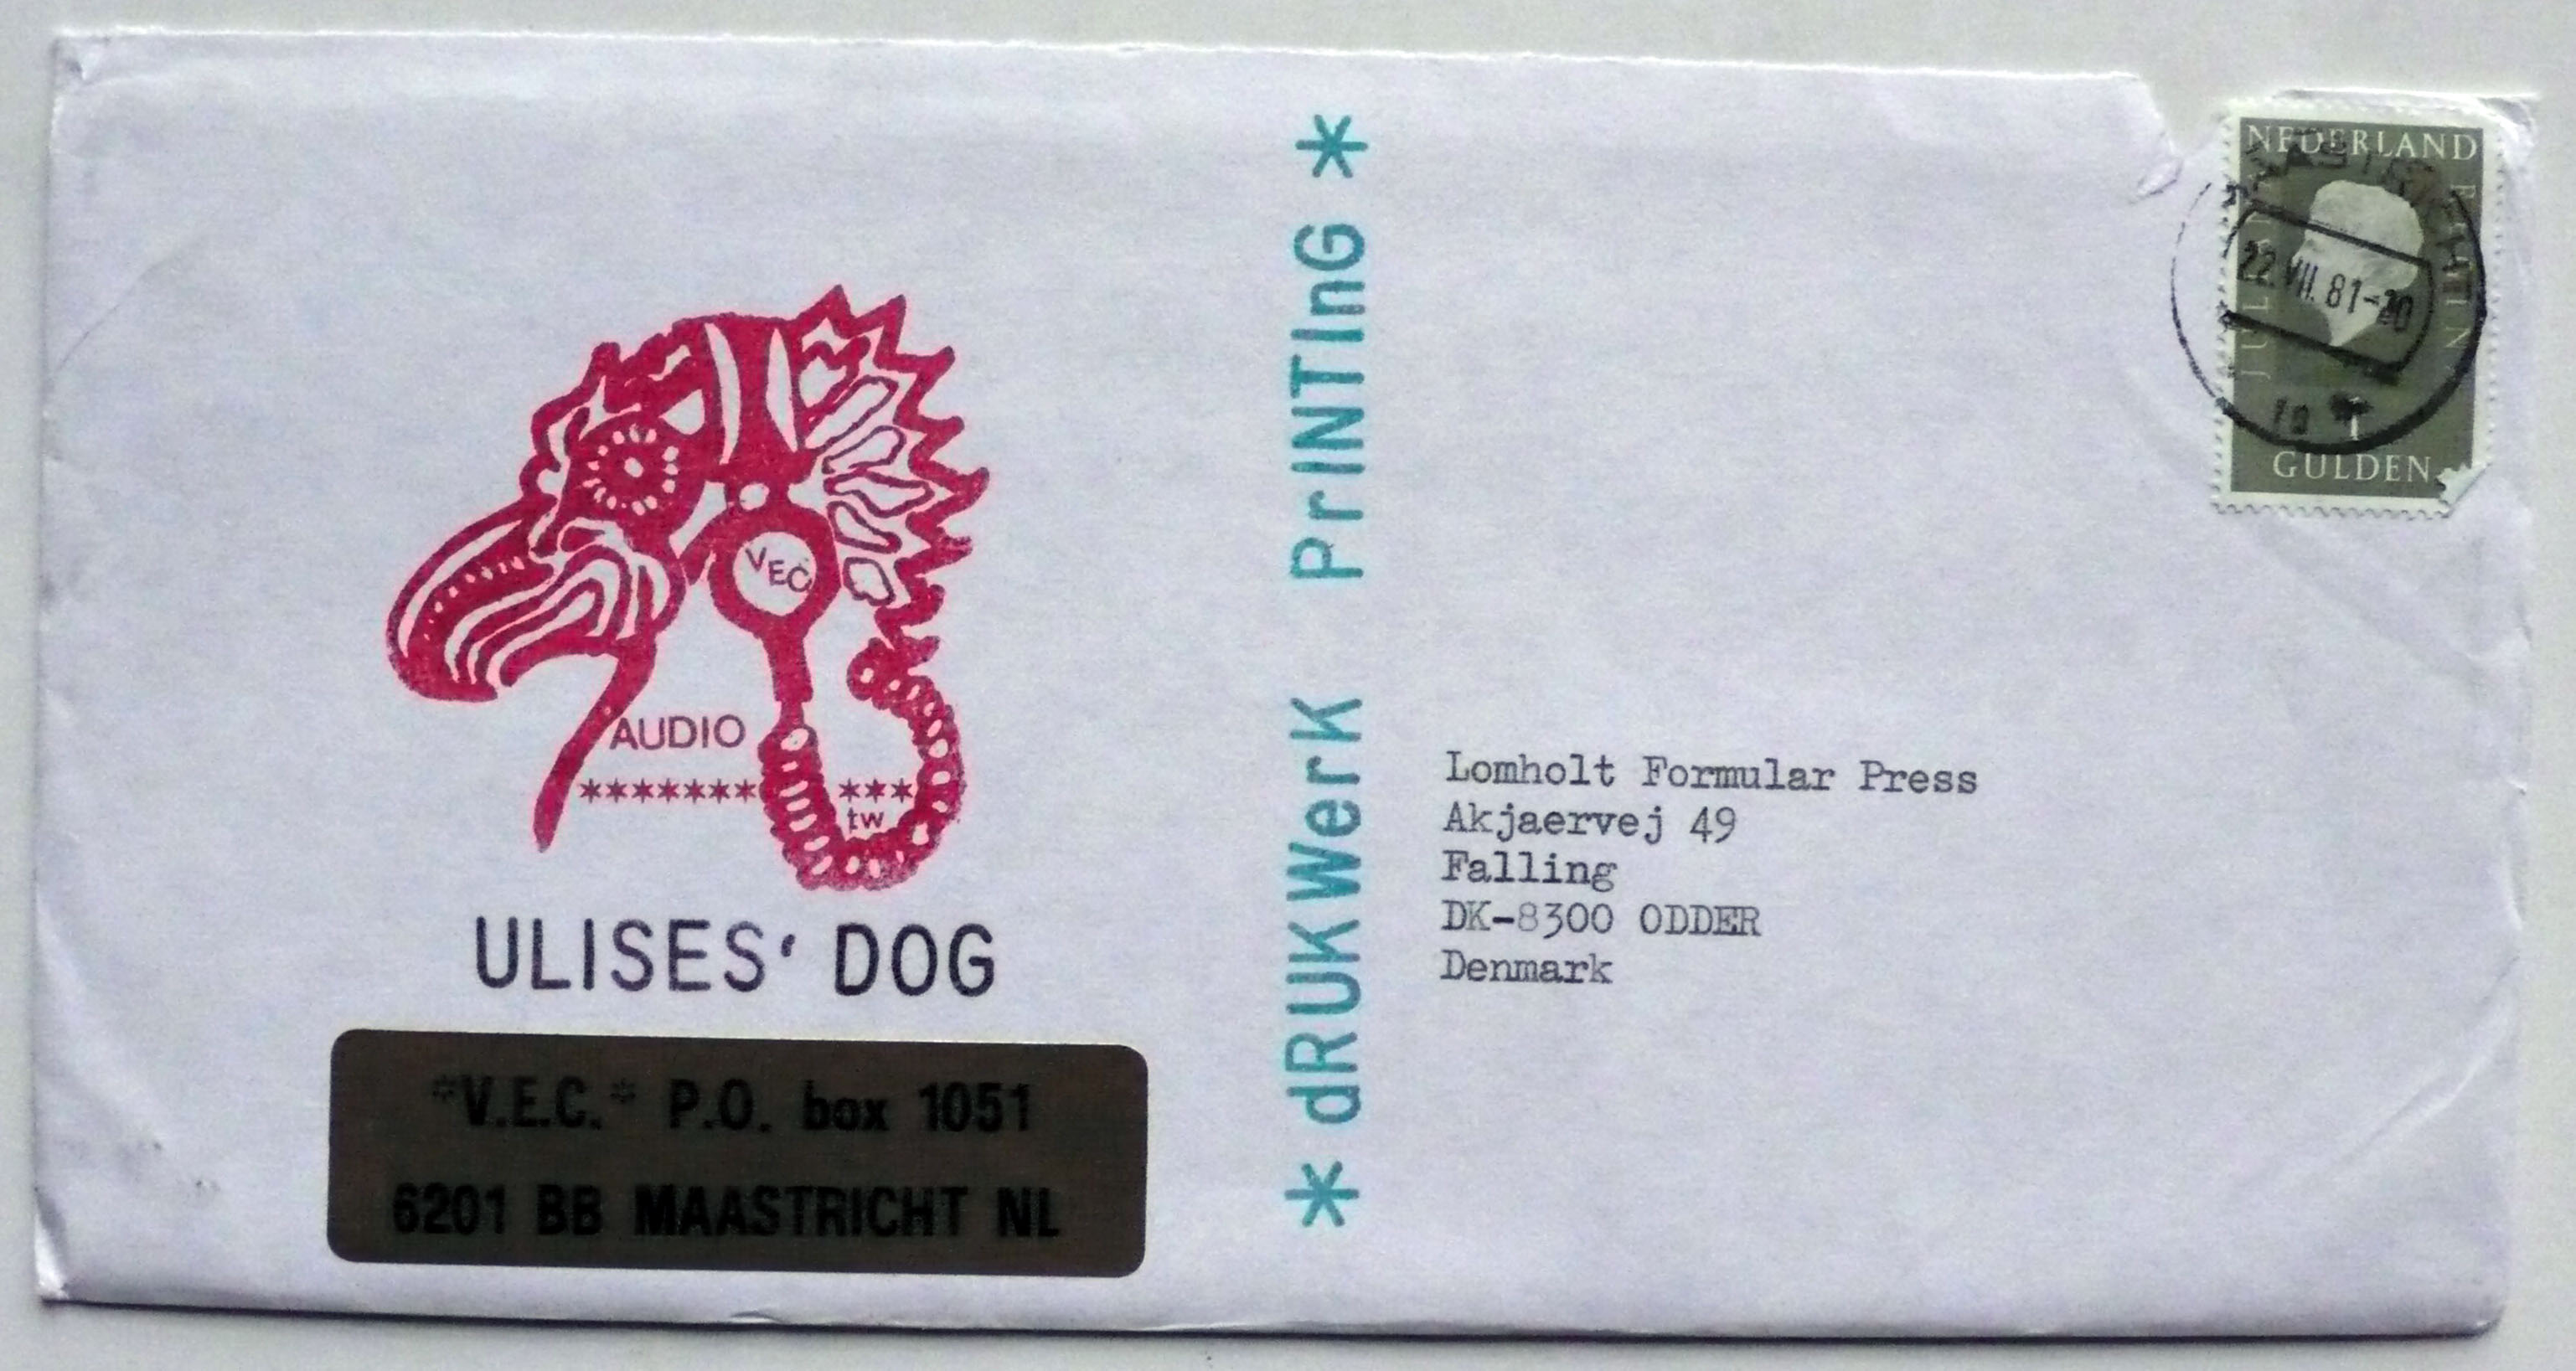 VEC
AUDIO
******* ***
tw
ULISES' DOG
*V.E.C.* P.O. box 1051
6201 BB MAASTRICHT NL
* dRUKWerK PrINTInG *
NEDERLAND
GULDEN
1
22.VII.81-20
MAASTRICHT
Lomholt Formular Press
Akjaervej 49
Falling
DK-8300 ODDER
Denmark